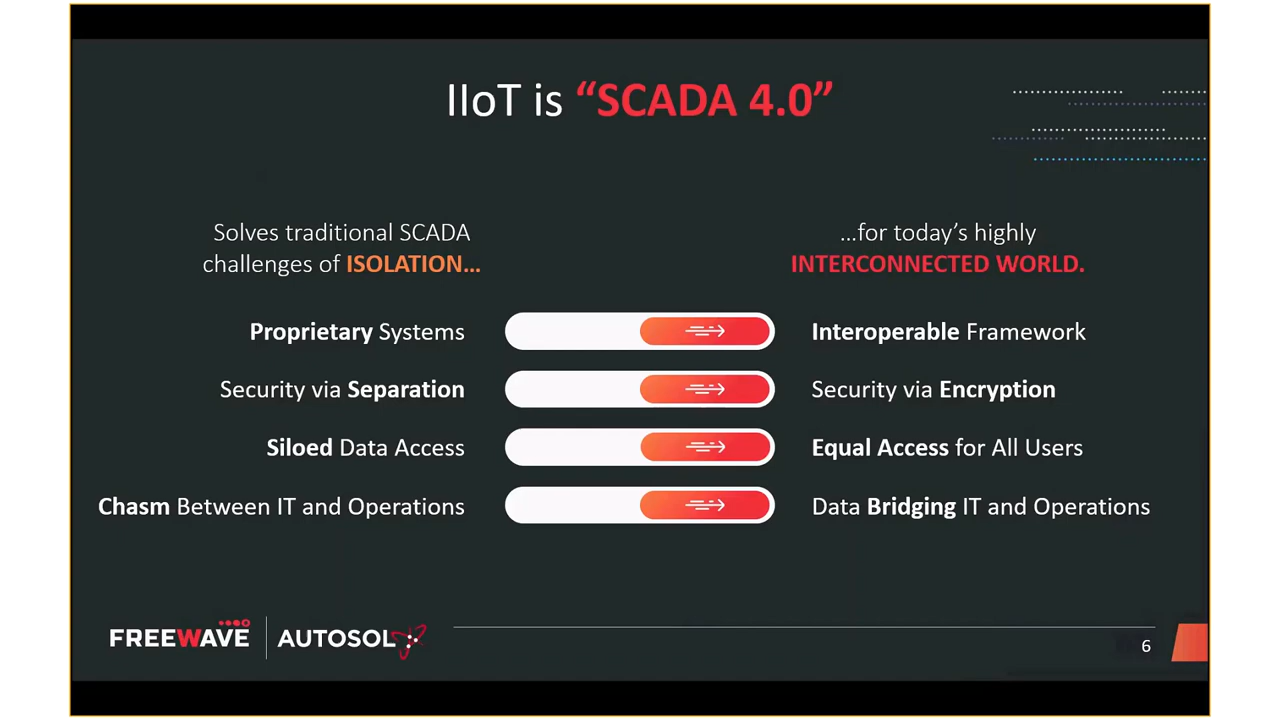 IIoT is “SCADA 4.0”
Solves traditional SCADA
challenges of ISOLATION...
...for today’s highly
INTERCONNECTED WORLD.
Proprietary Systems
Interoperable Framework
Security via Separation
Security via Encryption
Siloed Data Access
Equal Access for All Users
Chasm Between IT and Operations
Data Bridging IT and Operations
FREEWAVE
AUTOSOL
6